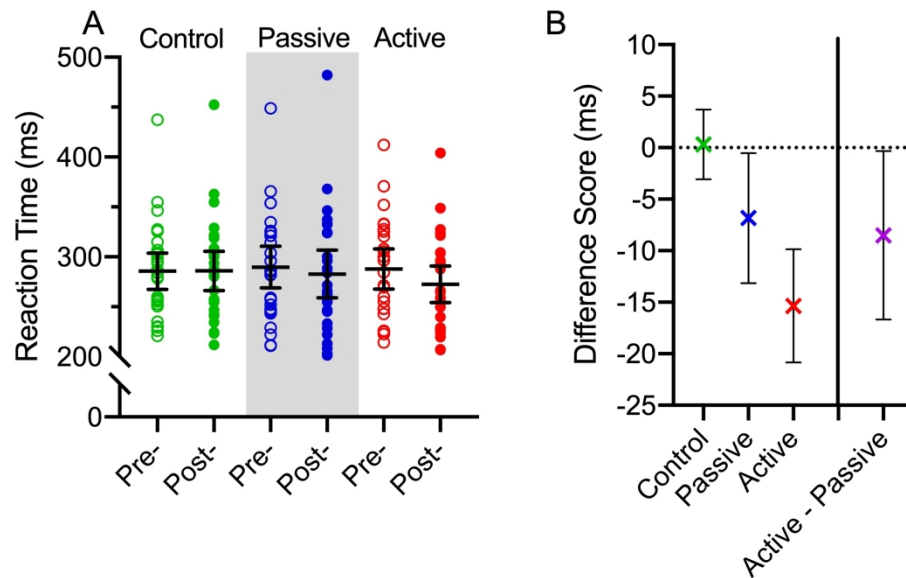 A
Control Passive Active
Reaction Time (ms)
500
400
300
200
0
Pre- Post- Pre- Post- Pre- Post-
B
Difference Score (ms)
10
5
0
-5
-10
-15
-20
-25
Control Passive Active Active - Passive